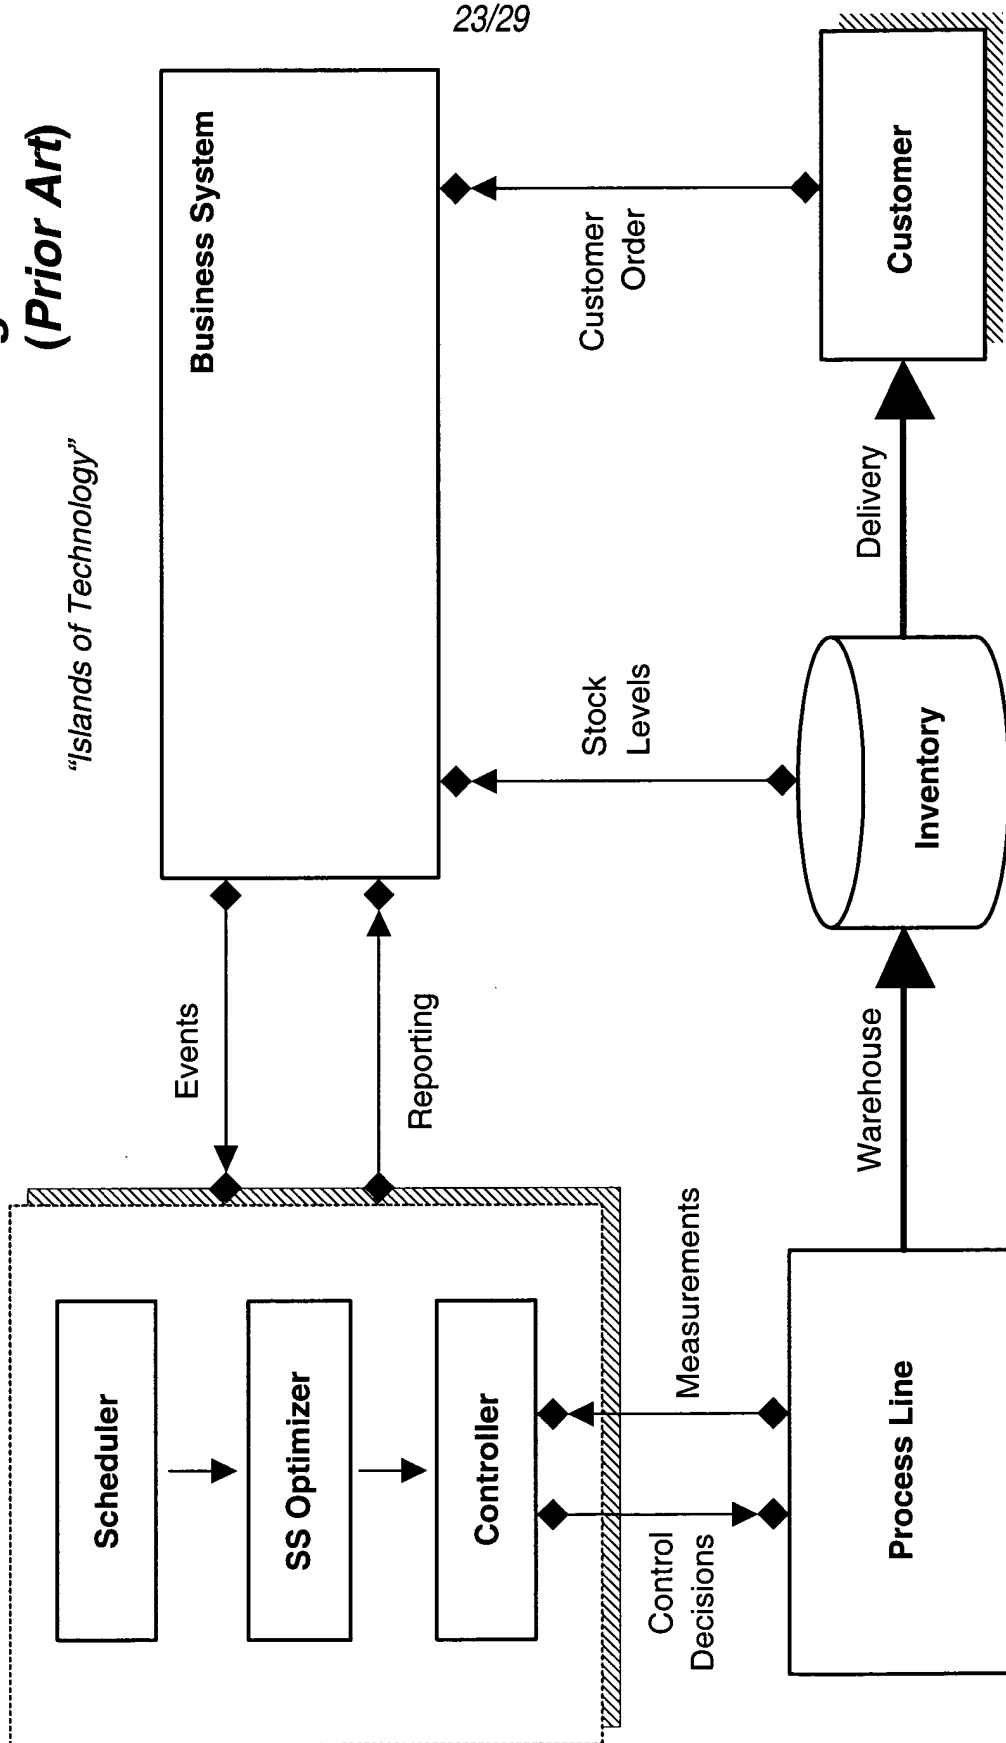 23/29
(Prior Art)
“Islands of Technology”
Scheduler
SS Optimizer
Controller
Events
Reporting
Business System
Control
Decisions
Measurements
Stock
Levels
Customer
Order
Process Line
Warehouse
Inventory
Delivery
Customer